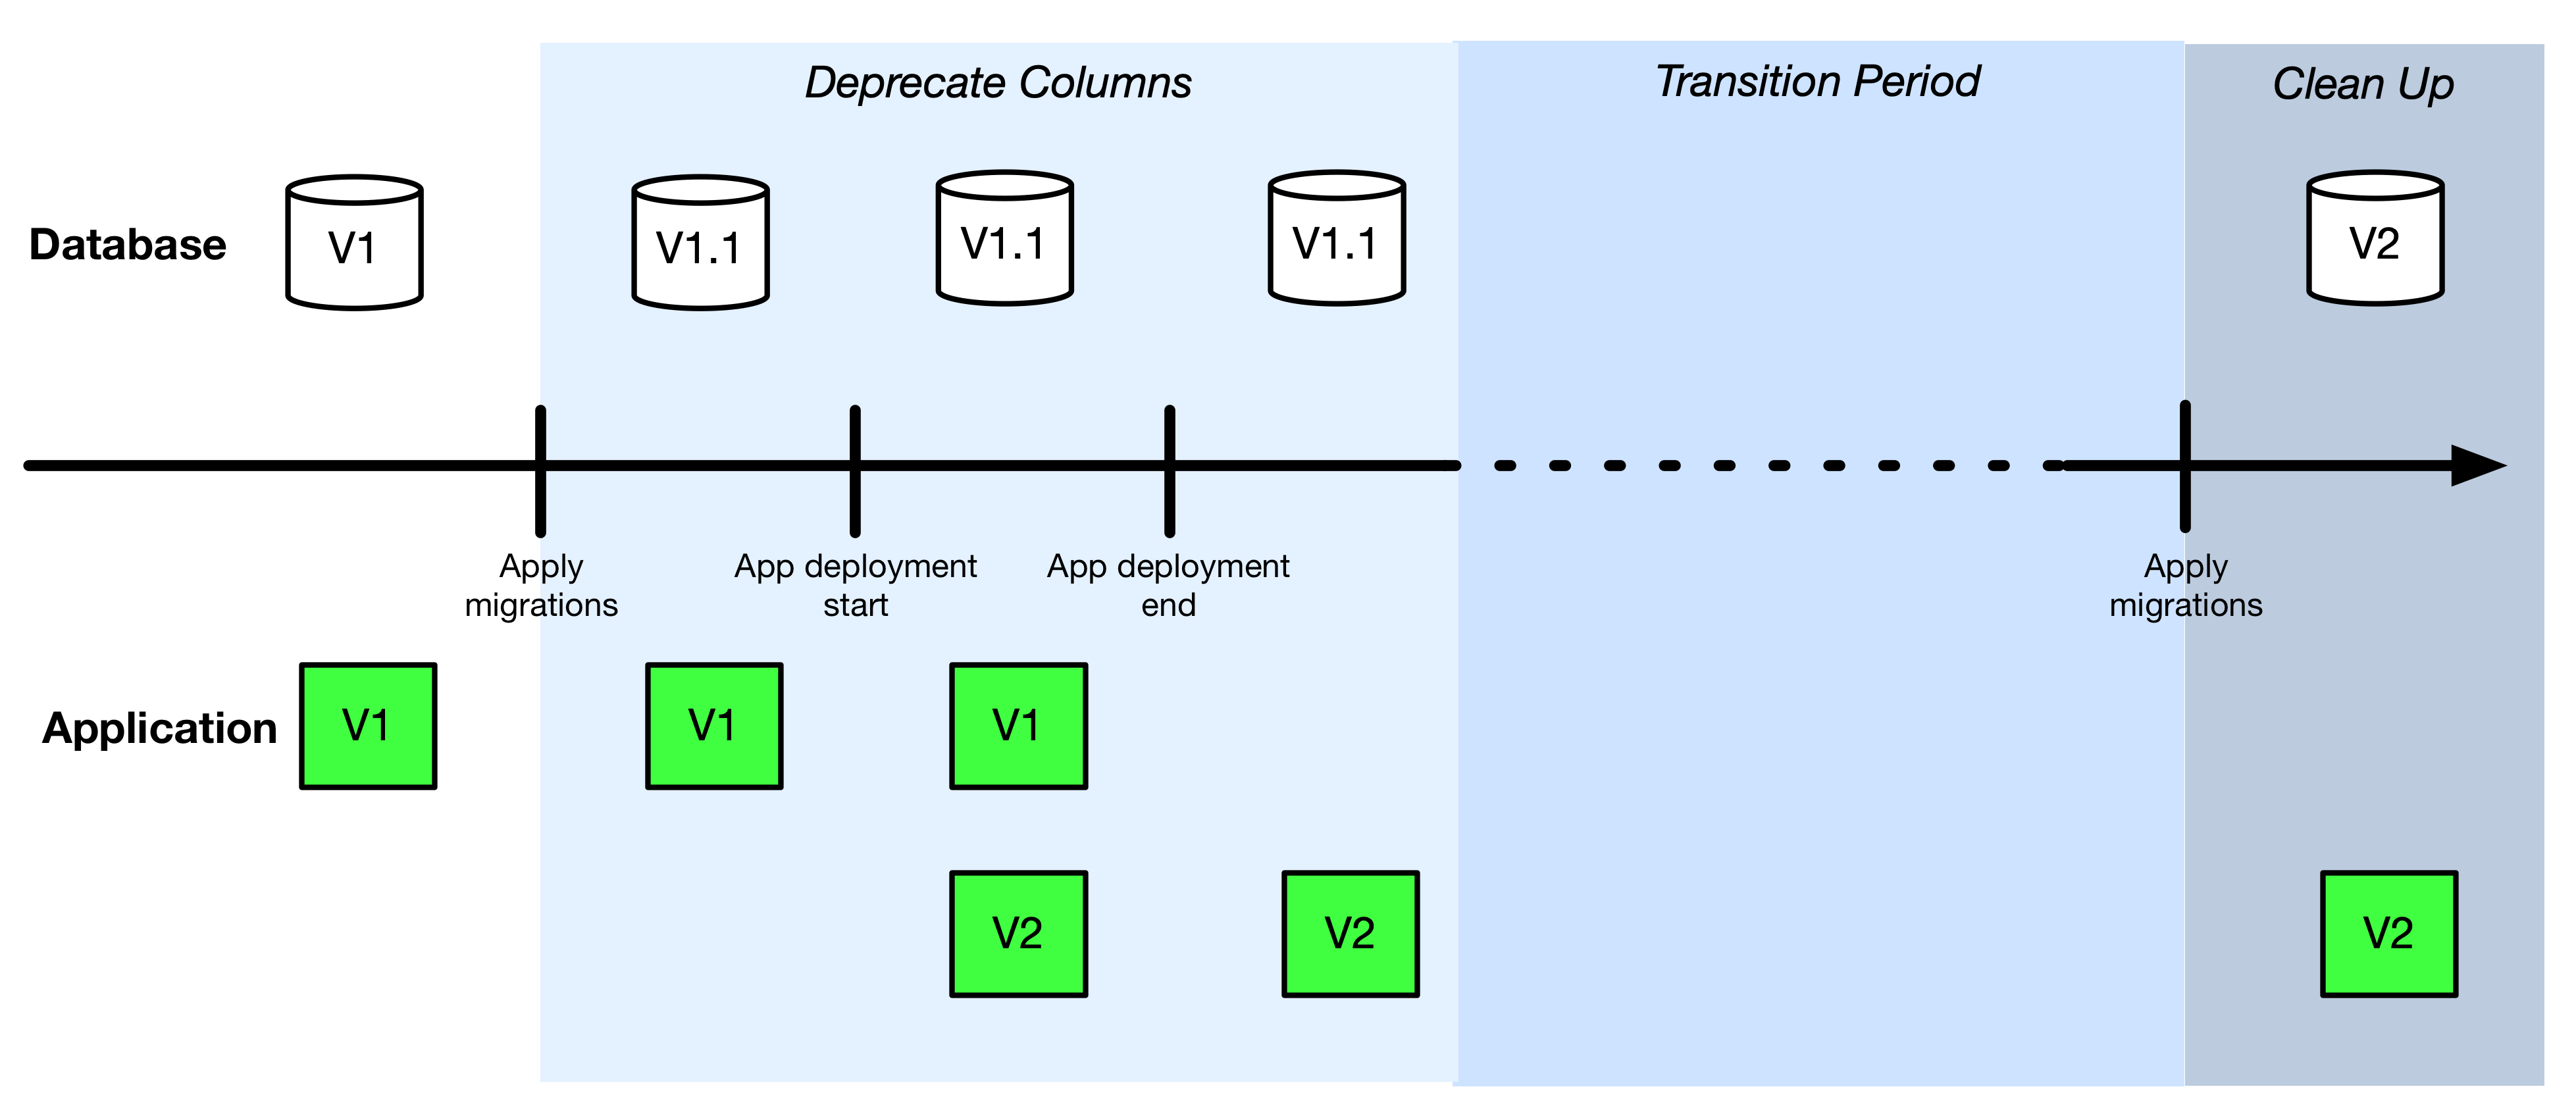 Deprecate Columns
Transition Period
Clean Up
Database
V1
V1.1
V1.1
V1.1
V2
Apply
migrations
App deployment
start
App deployment
end
Apply
migrations
Application
V1
V1
V1
V2
V2
V2